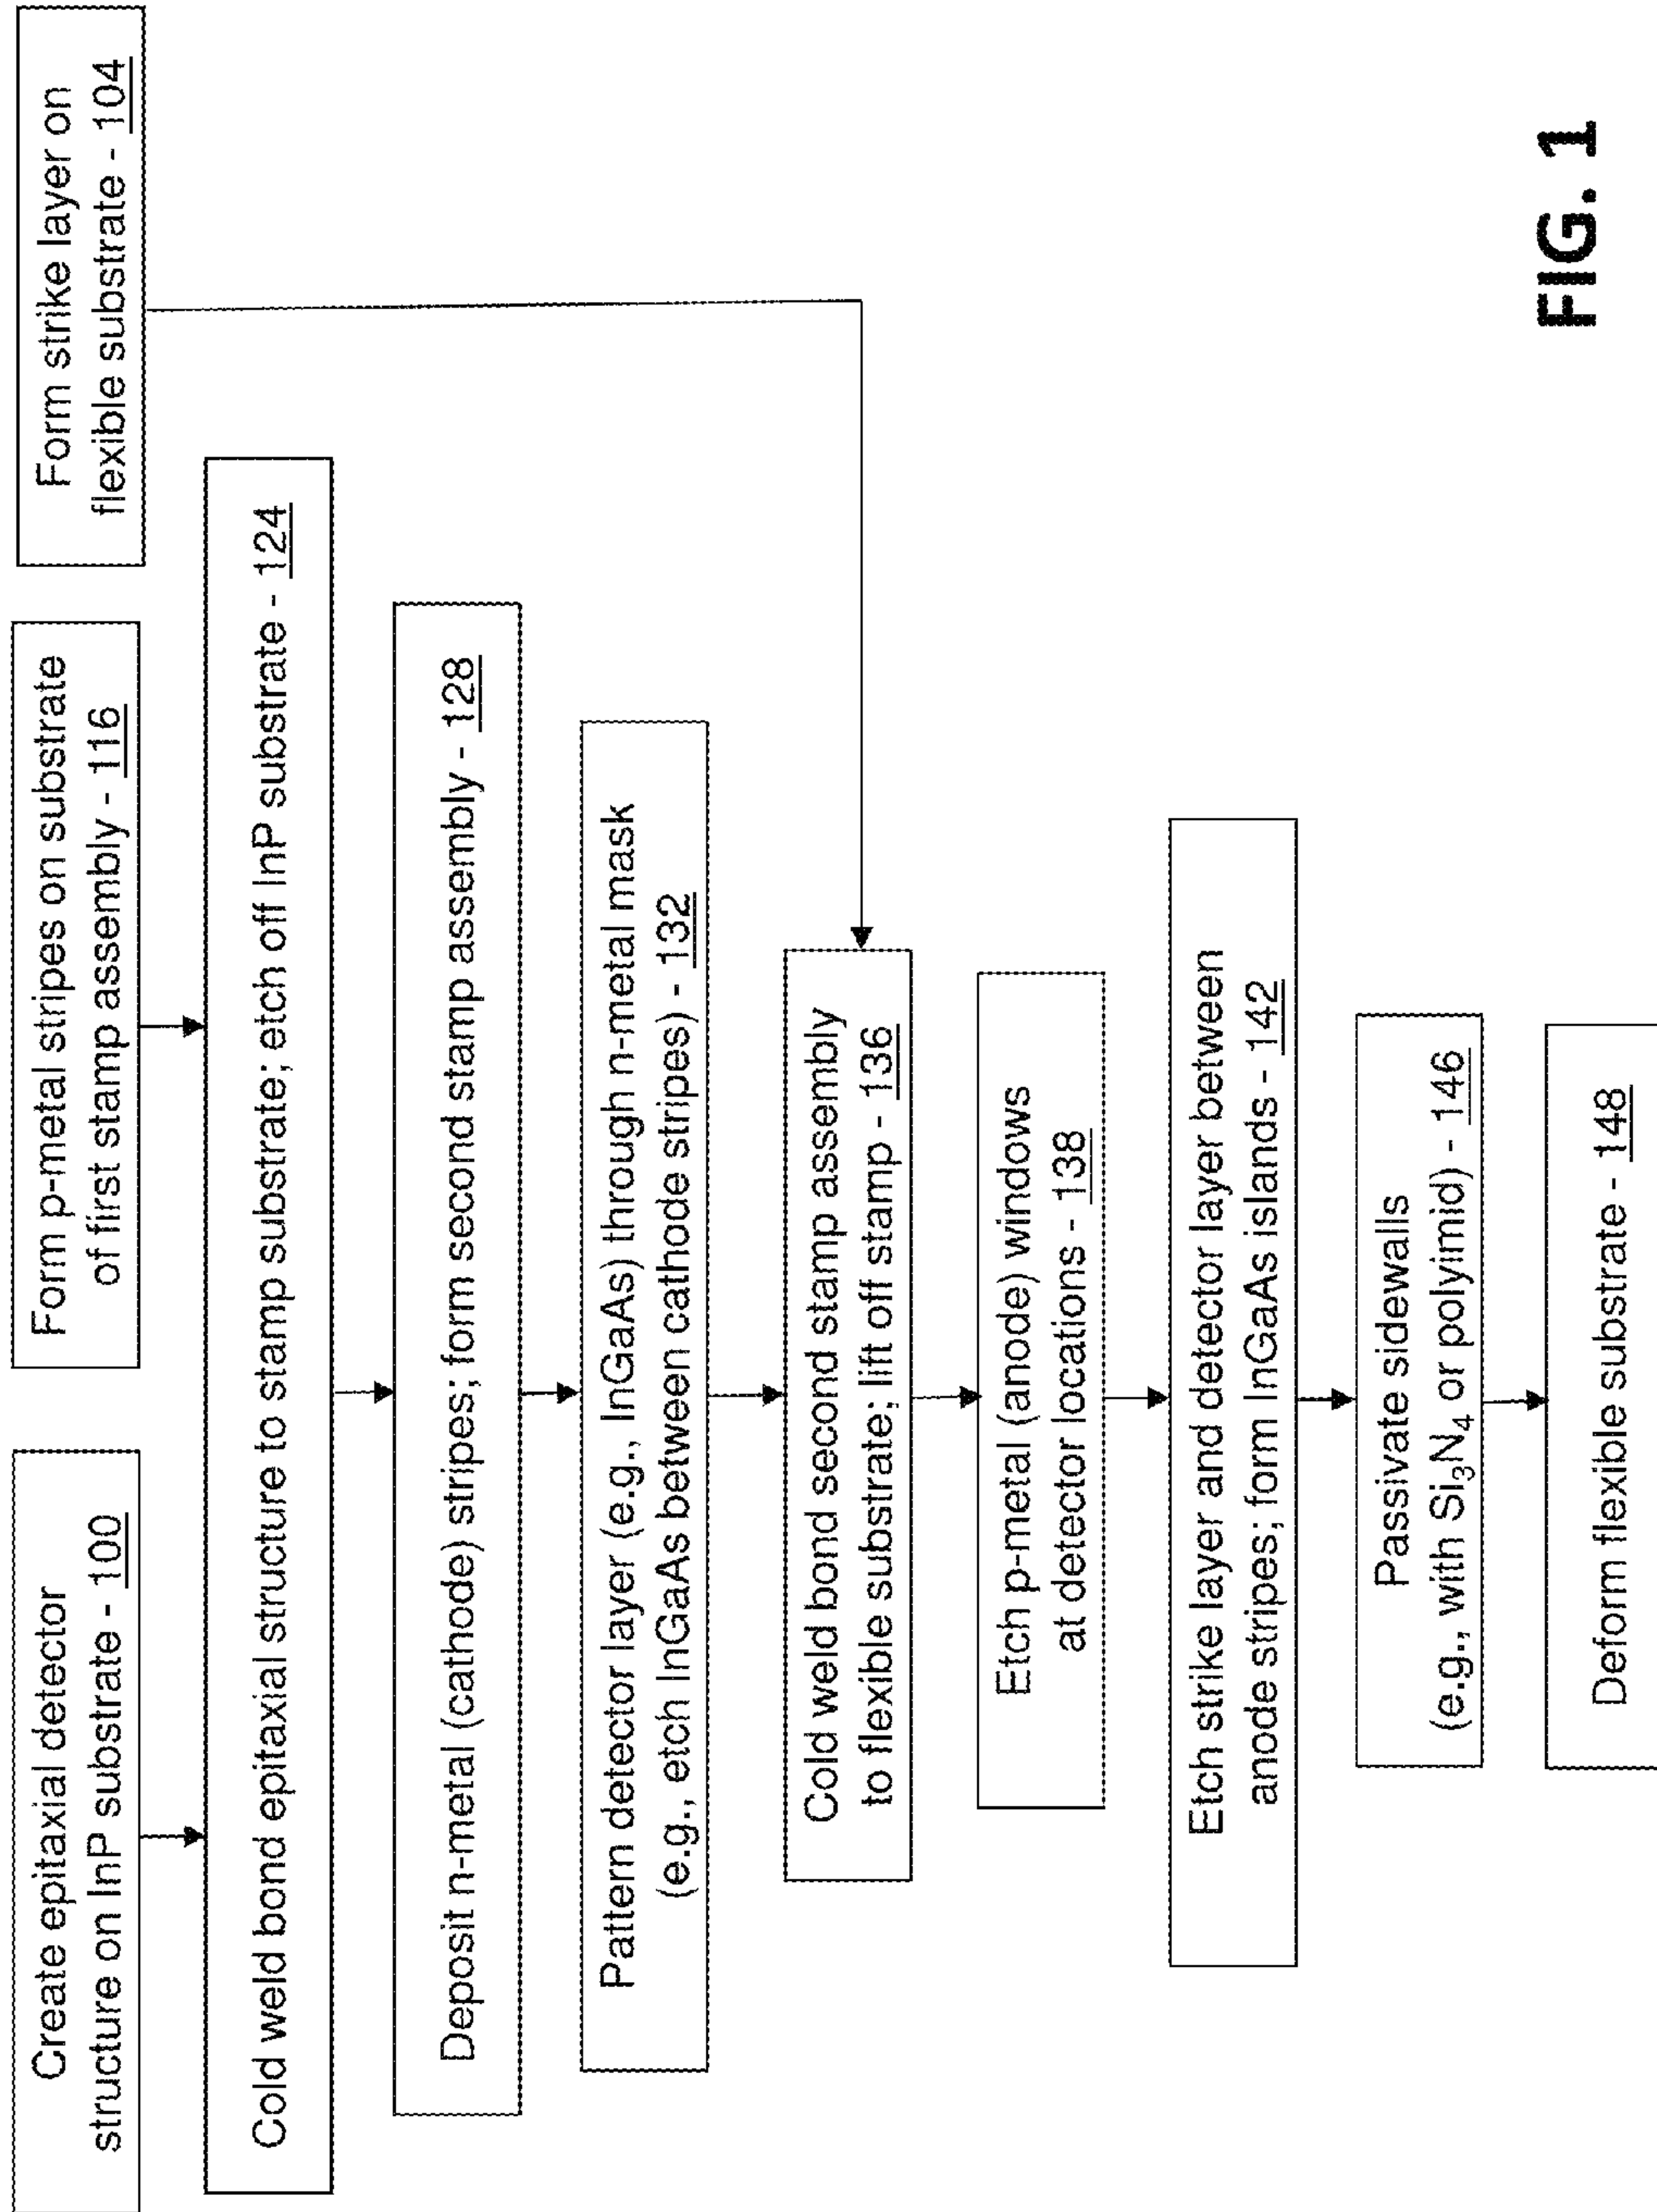 Create epitaxial detector
structure on InP substrate - 100
Form p-metal stripes on substrate
of first stamp assembly - 116
Form strike layer on
flexible substrate - 104
Cold weld bond epitaxial structure to stamp substrate; etch off InP substrate - 124
Deposit n-metal (cathode) stripes; form second stamp assembly - 128
Pattern detector layer (e.g., InGaAs) through n-metal mask
(e.g., etch InGaAs between cathode stripes) - 132
Cold weld bond second stamp assembly
to flexible substrate; lift off stamp - 136
Etch p-metal (anode) windows
at detector locations - 138
Etch strike layer and detector layer between
anode stripes; form InGaAs islands - 142
Passivate sidewalls
(e.g., with Si₃N₄ or polyimid) - 146
Deform flexible substrate - 148
FIG. 1